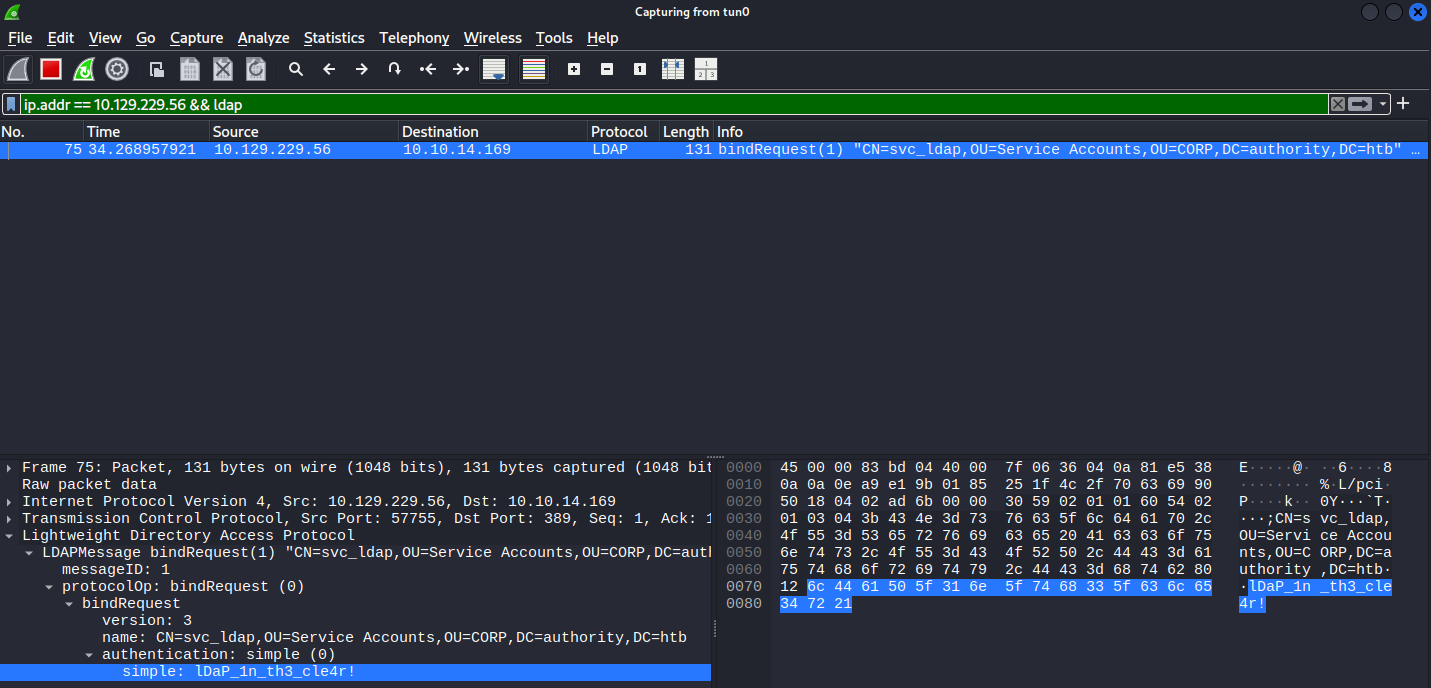 Capturing from tun0
File Edit View Go Capture Analyze Statistics Telephony Wireless Tools Help
ip.addr == 10.129.229.56 && ldap
No. Time Source Destination Protocol Length Info
75 34.268957921 10.129.229.56 10.10.14.169 LDAP 131 bindRequest(1) "CN=svc_ldap,OU=Service Accounts,OU=CORP,DC=authority,DC=htb" …
Frame 75: Packet, 131 bytes on wire (1048 bits), 131 bytes captured (1048 bit
Raw packet data
Internet Protocol Version 4, Src: 10.129.229.56, Dst: 10.10.14.169
Transmission Control Protocol, Src Port: 57755, Dst Port: 389, Seq: 1, Ack: 1
Lightweight Directory Access Protocol
LDAPMessage bindRequest(1) "CN=svc_ldap,OU=Service Accounts,OU=CORP,DC=aut
messageID: 1
protocolOp: bindRequest (0)
bindRequest
version: 3
name: CN=svc_ldap,OU=Service Accounts,OU=CORP,DC=authority,DC=htb
authentication: simple (0)
simple: lDaP_1n_th3_cle4r!
0000 45 00 00 83 bd 04 40 00 7f 06 36 04 0a 81 e5 38 E·····@· ··6····8
0010 0a 0a 0e a9 e1 9b 01 85 25 1f 4c 2f 70 63 69 90 ········ %·L/pci·
0020 50 18 04 02 ad 6b 00 00 30 59 02 01 01 60 54 02 P····k·· 0Y···`T·
0030 01 03 04 3b 43 4e 3d 73 76 63 5f 6c 64 61 70 2c ···;CN=s vc_ldap,
0040 4f 55 3d 53 65 72 76 69 63 65 20 41 63 63 6f 75 OU=Servi ce Accou
0050 6e 74 73 2c 4f 55 3d 43 4f 52 50 2c 44 43 3d 61 nts,OU=C ORP,DC=a
0060 75 74 68 6f 72 69 74 79 2c 44 43 3d 68 74 62 80 uthority ,DC=htb·
0070 12 6c 44 61 50 5f 31 6e 5f 74 68 33 5f 63 6c 65 ·lDaP_1n _th3_cle
0080 34 72 21 4r!